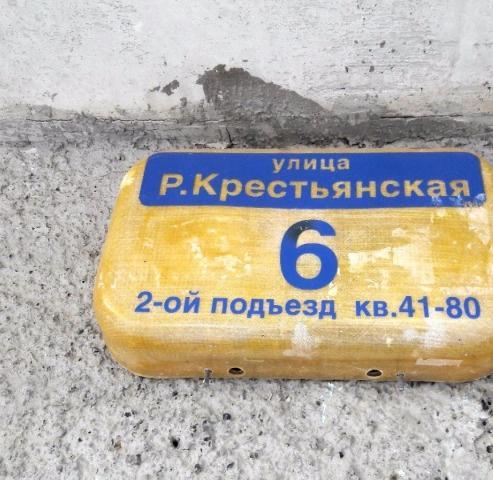 улица
Р.Крестьянская
6
2-ой подъезд кв.41-80